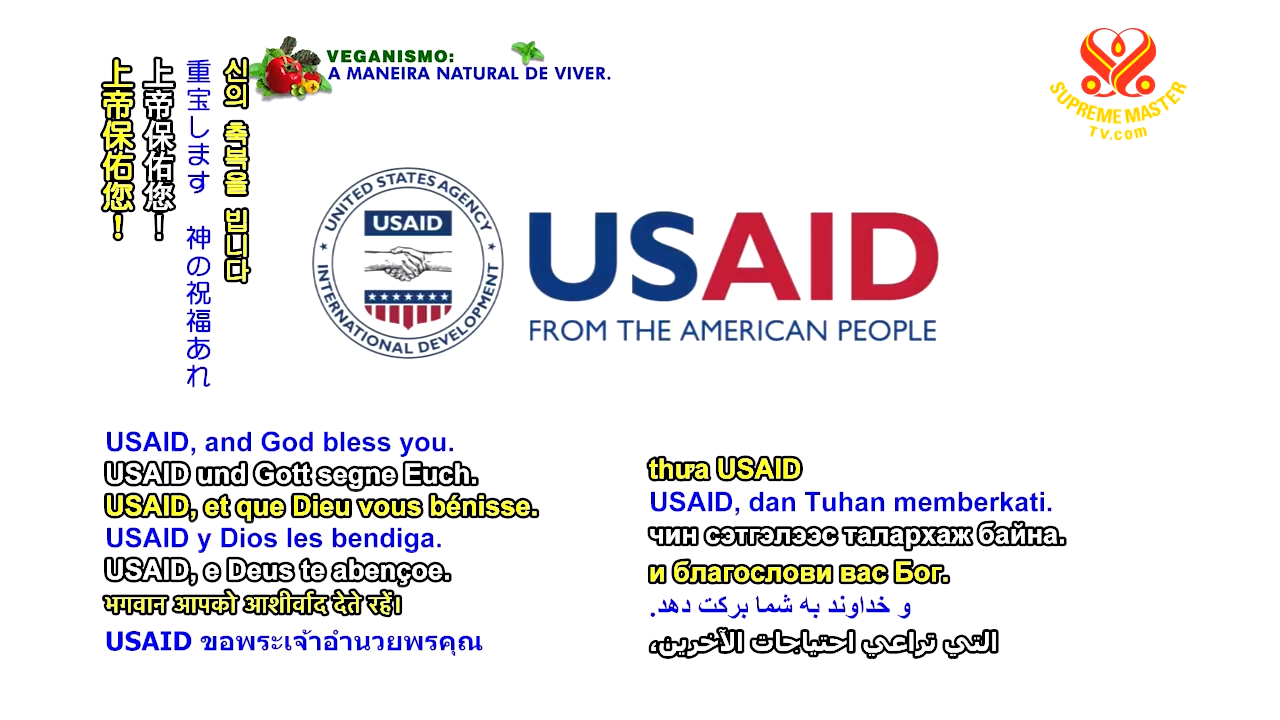 上帝保佑您！
上帝保佑您！
重宝します 神の祝福あれ
신의 축복을 빕니다
VEGANISMO:
A MANEIRA NATURAL DE VIVER.
SUPREME MASTER
TV.com
UNITED STATES AGENCY
USAID
INTERNATIONAL DEVELOPMENT
USAID
FROM THE AMERICAN PEOPLE
USAID, and God bless you.
USAID und Gott segne Euch.
USAID, et que Dieu vous bénisse.
USAID y Dios les bendiga.
USAID, e Deus te abençoe.
भगवान आपको आशीर्वाद देते रहें।
USAID ขอพระเจ้าอำนวยพรคุณ
thưa USAID
USAID, dan Tuhan memberkati.
чин сэтгэлээс талархаж байна.
и благослови вас Бог.
و خداوند به شما برکت دهد.
التي تراعي احتياجات الآخرين،